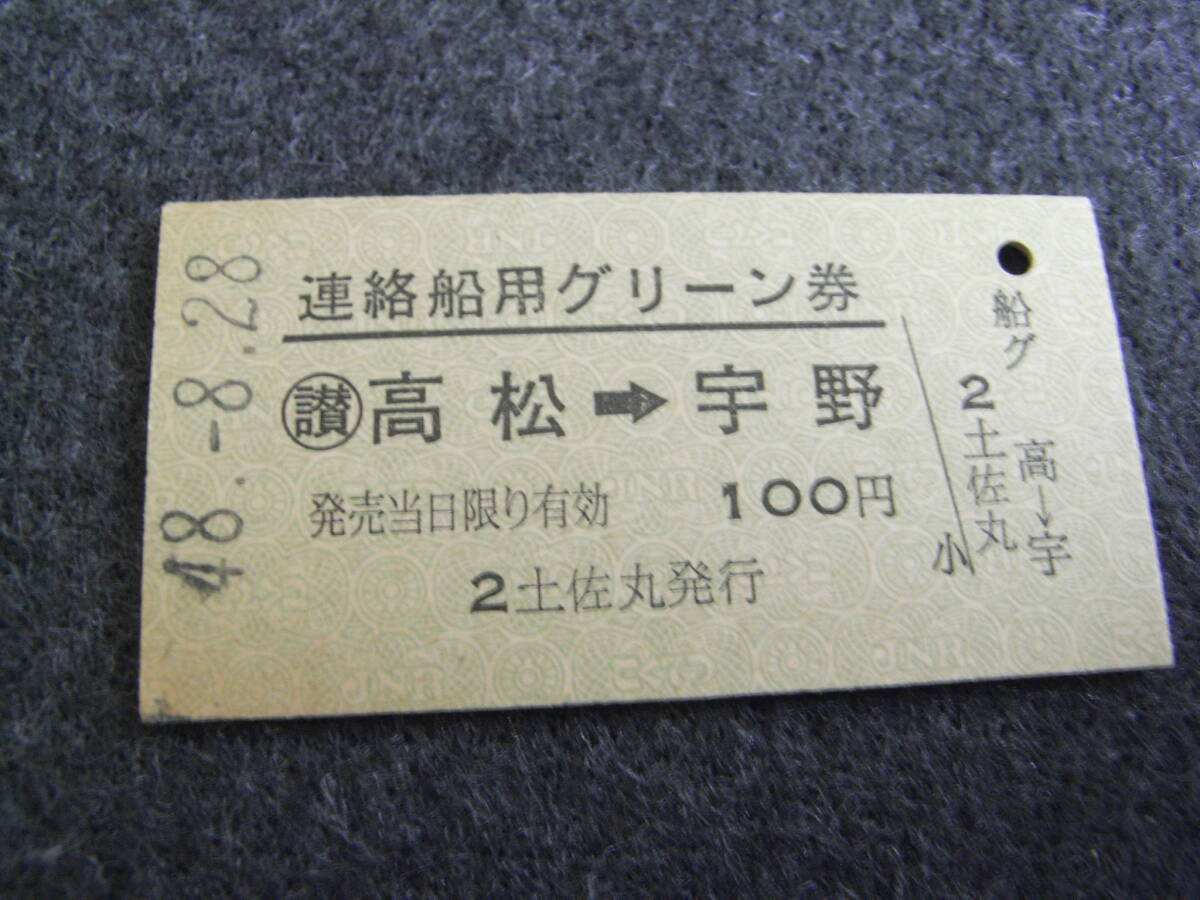 48.-8.28
連絡船用グリーン券
讃 高松➡宇野
発売当日限り有効 100円
2土佐丸発行
船グ
2土佐丸
高→宇
小